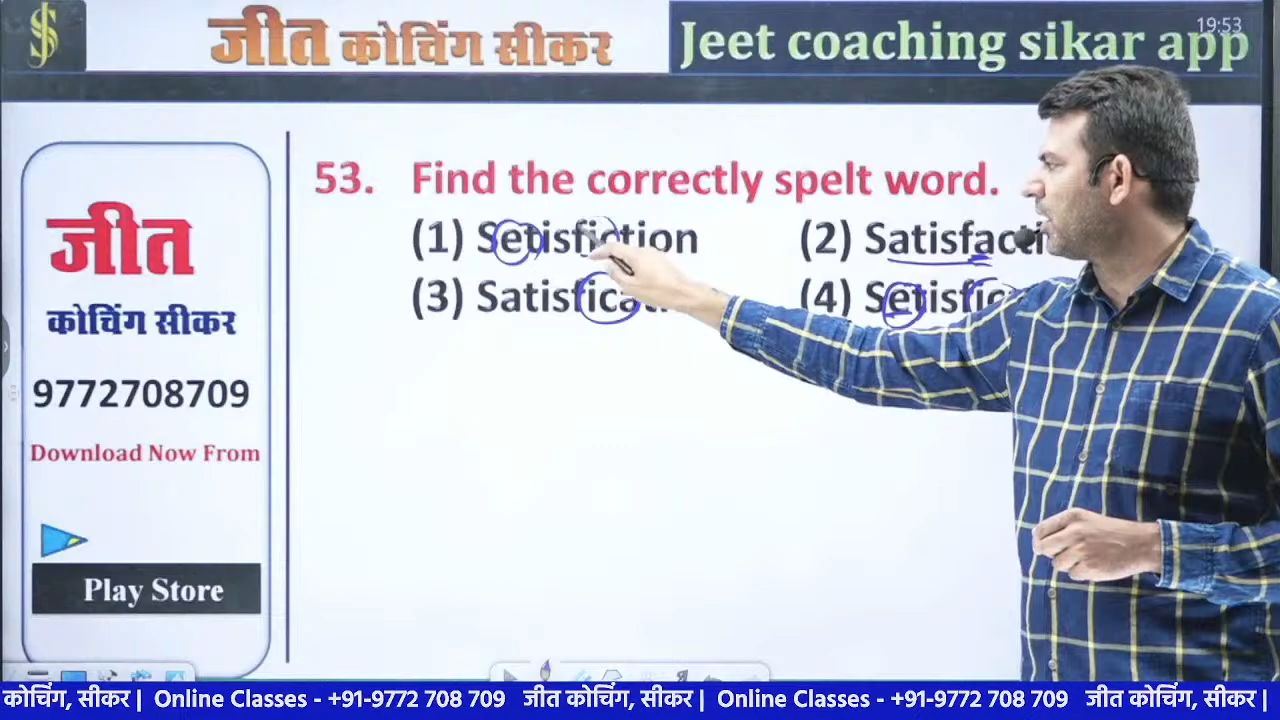 जीत कोचिंग सीकर
Jeet coaching sikar app
19:53
53. Find the correctly spelt word.
(1) Setisfiction
(2) Satisfacti
(3) Satisfica
(4) Setisfic
जीत
कोचिंग सीकर
9772708709
Download Now From
Play Store
कोचिंग, सीकर | Online Classes - +91-9772 708 709 जीत कोचिंग, सीकर | Online Classes - +91-9772 708 709 जीत कोचिंग, सीकर |